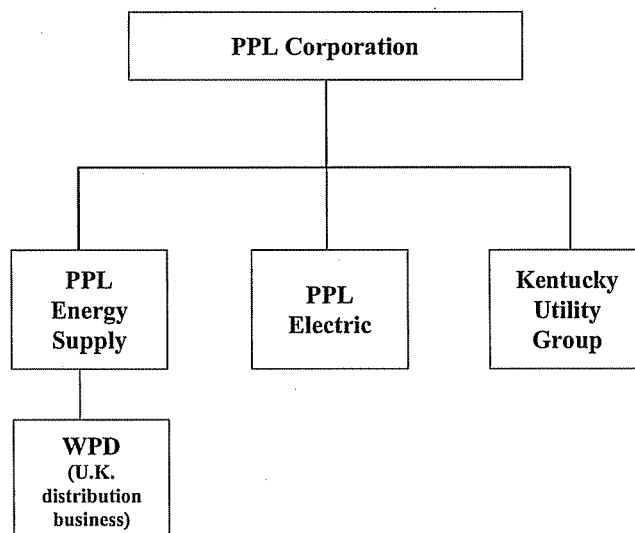 PPL Corporation
PPL
Energy
Supply
PPL
Electric
Kentucky
Utility
Group
WPD
(U.K.
distribution
business)